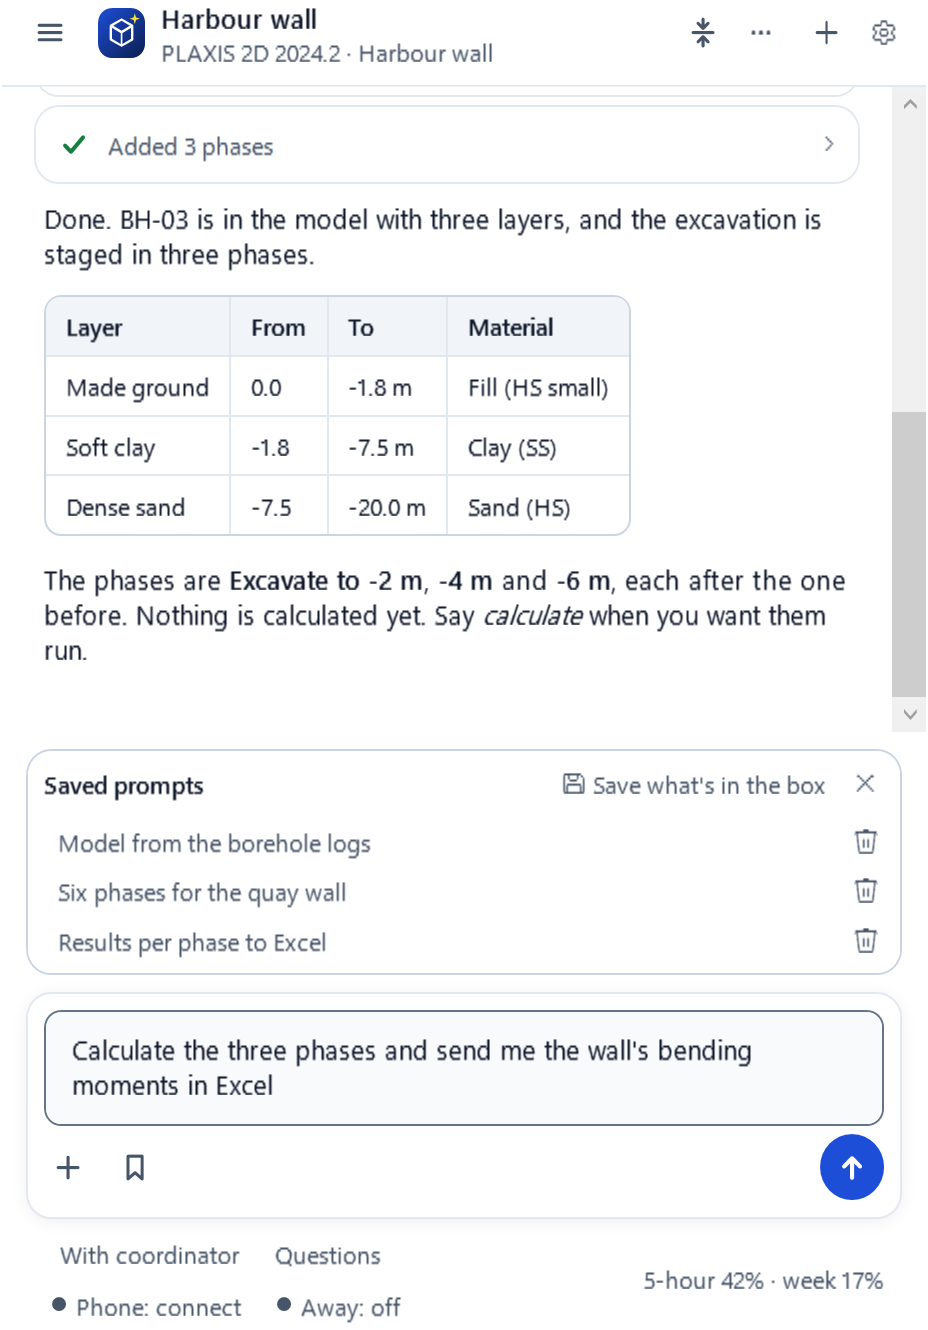 Harbour wall
PLAXIS 2D 2024.2 · Harbour wall
Added 3 phases
Done. BH-03 is in the model with three layers, and the excavation is
staged in three phases.
Layer From To Material
Made ground 0.0 -1.8 m Fill (HS small)
Soft clay -1.8 -7.5 m Clay (SS)
Dense sand -7.5 -20.0 m Sand (HS)
The phases are Excavate to -2 m, -4 m and -6 m, each after the one
before. Nothing is calculated yet. Say calculate when you want them
run.
Saved prompts Save what's in the box
Model from the borehole logs
Six phases for the quay wall
Results per phase to Excel
Calculate the three phases and send me the wall's bending
moments in Excel
With coordinator Questions
5-hour 42% · week 17%
Phone: connect Away: off